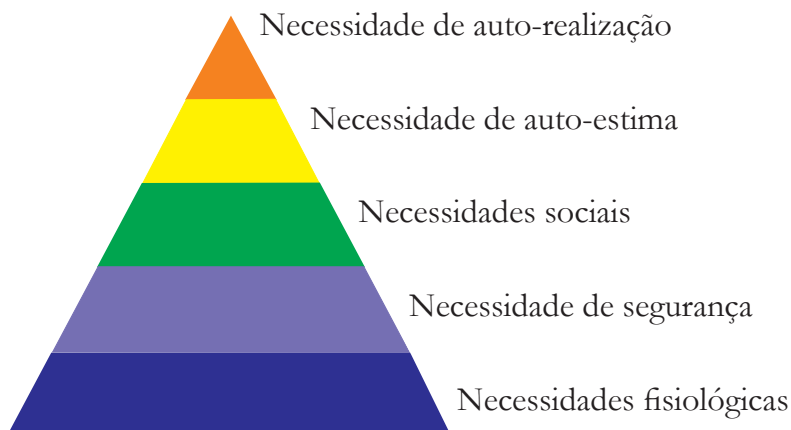 Necessidade de auto-realização
Necessidade de auto-estima
Necessidades sociais
Necessidade de segurança
Necessidades fisiológicas